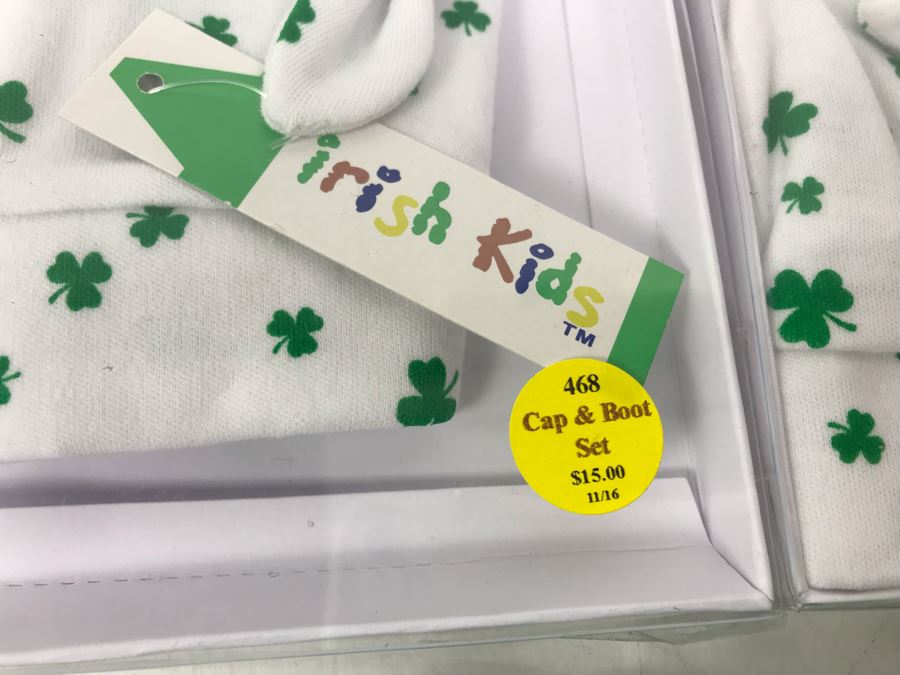 irish Kids
TM
468
Cap & Boot
Set
$15.00
11/16